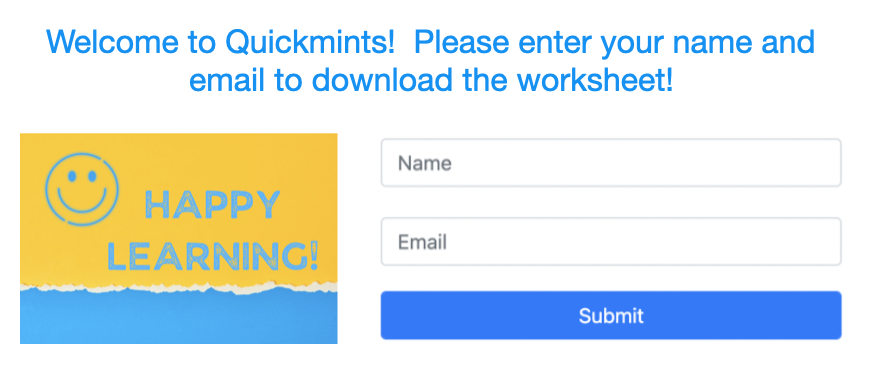 Welcome to Quickmints!  Please enter your name and
email to download the worksheet!
HAPPY
LEARNING!
Name
Email
Submit